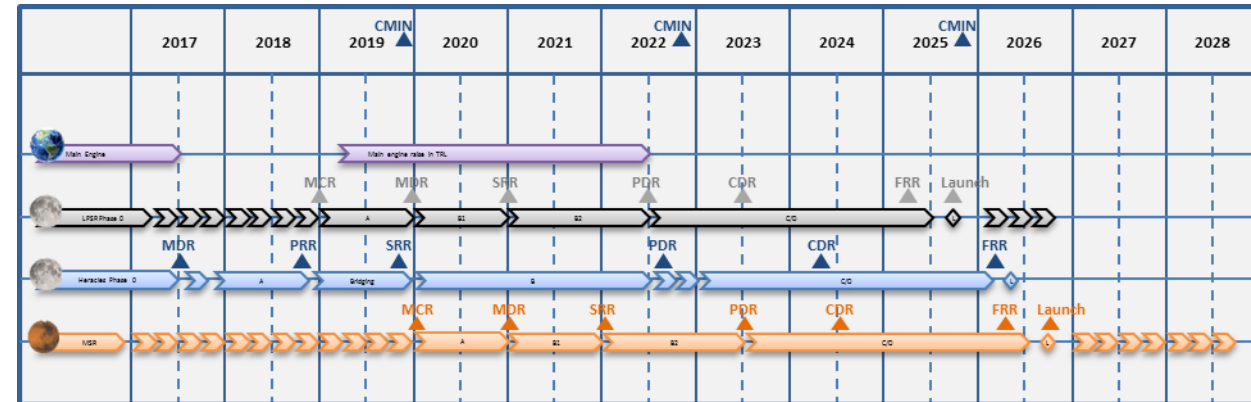 CMIN CMIN CMIN
2017 2018 2019 2020 2021 2022 2023 2024 2025 2026 2027 2028
Main Engine Main engine raise in TRL
MCR MDR SRR PDR CDR FRR Launch
LPSR Phase 0 A B1 B2 C/D L
MDR PRR SRR PDR CDR FRR
Heracles Phase 0 A Bridging B C/D L
MCR MDR SRR PDR CDR FRR Launch
MSR A B1 B2 C/D L